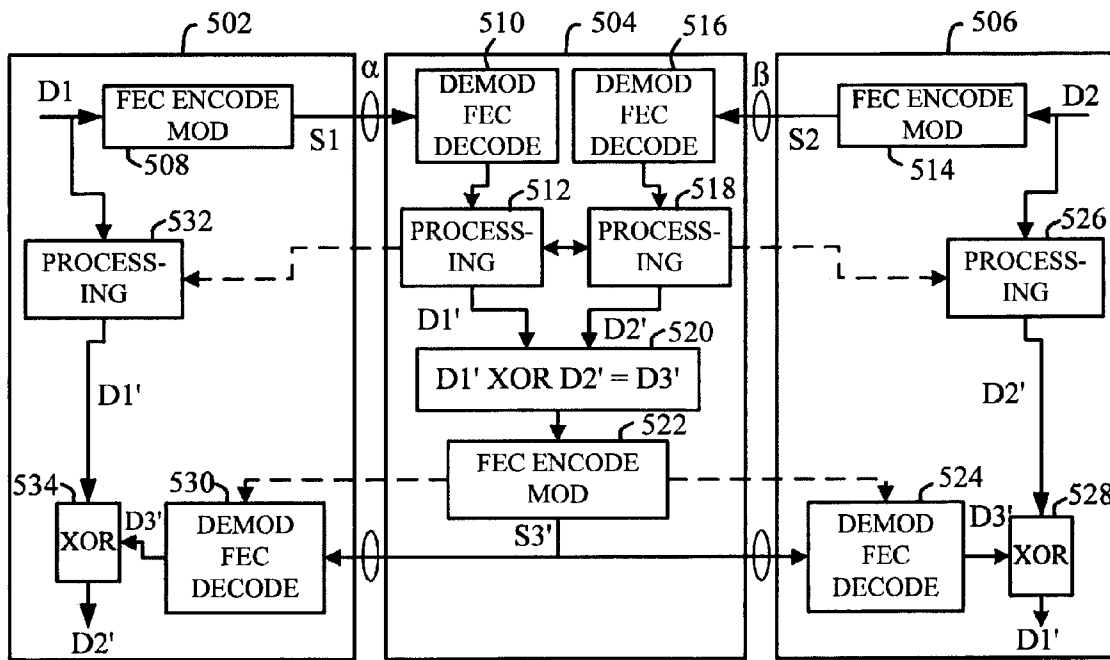 502
510
504
516
506
α
β
D1
FEC ENCODE
MOD
508
S1
DEMOD
FEC
DECODE
DEMOD
FEC
DECODE
S2
FEC ENCODE
MOD
514
D2
532
PROCESS-
ING
512
PROCESS-
ING
518
PROCESS-
ING
526
PROCESS-
ING
D1'
D2'
520
D1' XOR D2' = D3'
D1'
D2'
522
FEC ENCODE
MOD
534
XOR
D3'
530
DEMOD
FEC
DECODE
S3'
524
DEMOD
FEC
DECODE
D3'
528
XOR
D2'
D1'